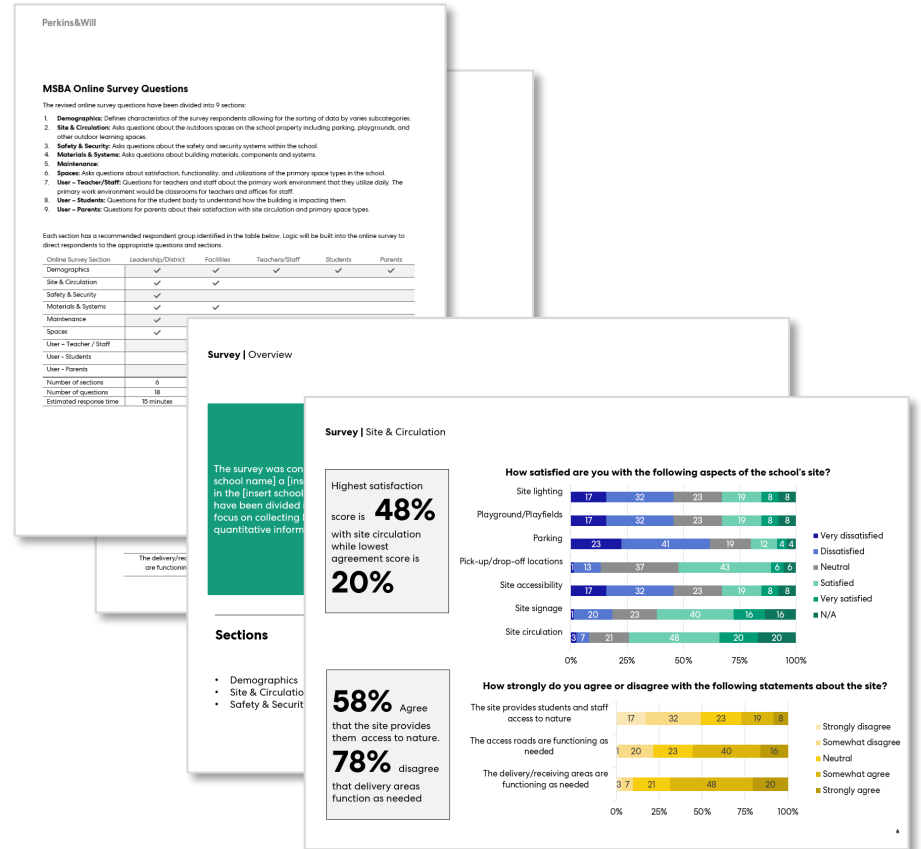 Perkins&Will
MSBA Online Survey Questions
The revised online survey questions have been divided into 9 sections:
1. Demographics: Defines characteristics of the survey respondents allowing for the sorting of data by varies subcategories.
2. Site & Circulation: Asks questions about the outdoors spaces on the school property including parking, playgrounds, and
other outdoor learning spaces.
3. Safety & Security: Asks questions about the safety and security systems within the school.
4. Materials & Systems: Asks questions about building materials, components and systems.
5. Maintenance:
6. Spaces: Asks questions about satisfaction, functionality, and utilizations of the primary space types in the school.
7. User – Teacher/Staff: Questions for teachers and staff about the primary work environment that they utilize daily. The
primary work environment would be classrooms for teachers and offices for staff.
8. User – Students: Questions for the student body to understand how the building is impacting them.
9. User – Parents: Questions for parents about their satisfaction with site circulation and primary space types.
Each section has a recommended respondent group identified in the table below. Logic will be built into the online survey to
direct respondents to the appropriate questions and sections.
Online Survey Section Leadership/District Facilities Teachers/Staff Students Parents
Demographics ✓ ✓ ✓ ✓ ✓
Site & Circulation ✓ ✓
Safety & Security ✓
Materials & Systems ✓ ✓
Maintenance ✓
Spaces ✓
User – Teacher / Staff
User - Students
User - Parents
Number of sections 6
Number of questions 18
Estimated response time 15 minutes
The delivery/rec
are functionin
Survey | Overview
The survey was con
school name] a [ins
in the [insert school
have been divided
focus on collecting
quantitative inform
Sections
• Demographics
• Site & Circulatio
• Safety & Securit
Survey | Site & Circulation
Highest satisfaction
score is 48%
with site circulation
while lowest
agreement score is
20%
How satisfied are you with the following aspects of the school's site?
Site lighting 17 32 23 19 8 8
Playground/Playfields 17 32 23 19 8 8
Parking 23 41 19 12 4 4
Pick-up/drop-off locations 1 13 37 43 6 6
Site accessibility 17 32 23 19 8 8
Site signage 1 20 23 40 16 16
Site circulation 3 7 21 48 20 20
0% 25% 50% 75% 100%
Very dissatisfied
Dissatisfied
Neutral
Satisfied
Very satisfied
N/A
58% Agree
that the site provides
them access to nature.
78% disagree
that delivery areas
function as needed
How strongly do you agree or disagree with the following statements about the site?
The site provides students and staff
access to nature 17 32 23 19 8
The access roads are functioning as
needed 1 20 23 40 16
The delivery/receiving areas are
functioning as needed 3 7 21 48 20
0% 25% 50% 75% 100%
Strongly disagree
Somewhat disagree
Neutral
Somewhat agree
Strongly agree
6